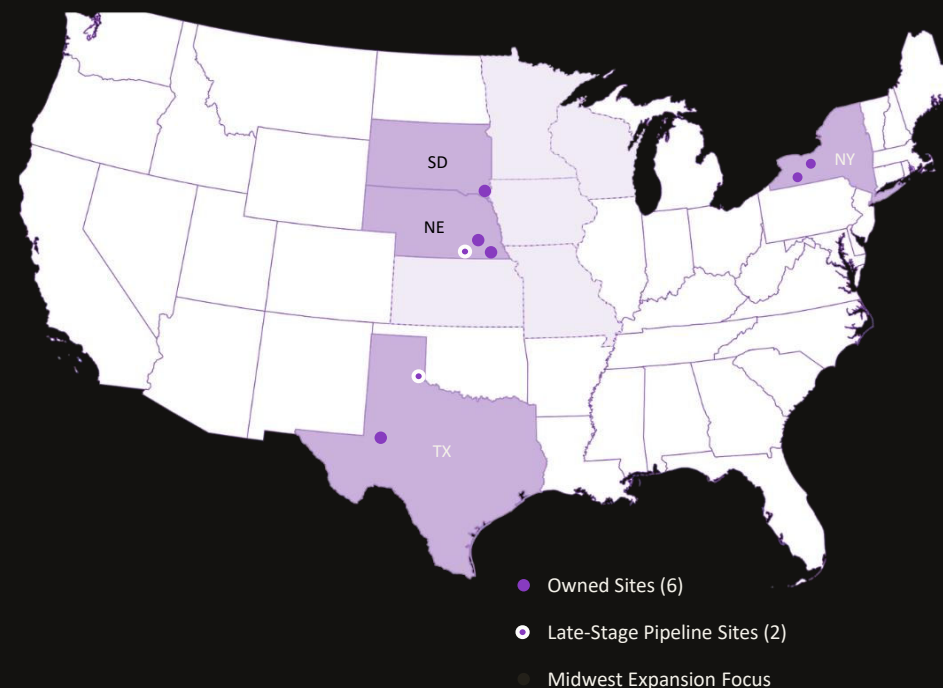 SD
NY
NE
TX
Owned Sites (6)
Late-Stage Pipeline Sites (2)
Midwest Expansion Focus